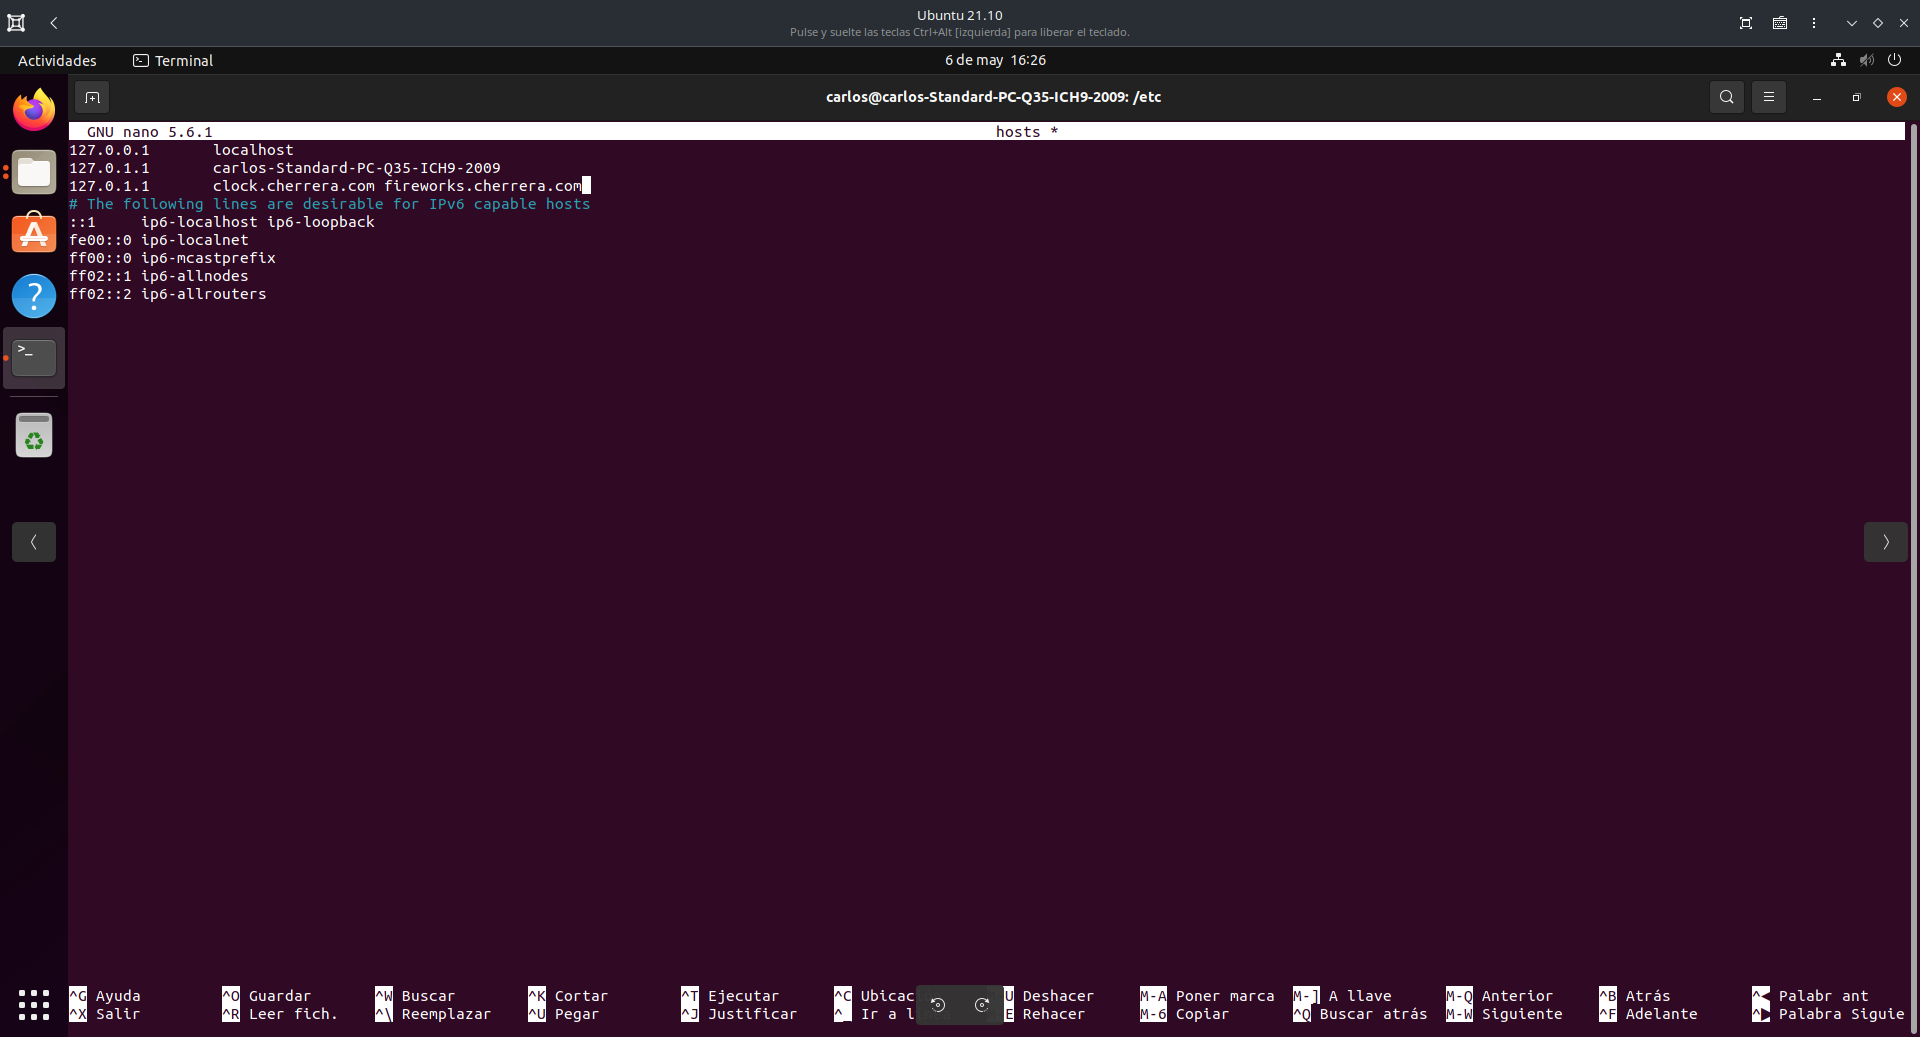 Ubuntu 21.10
Pulse y suelte las teclas Ctrl+Alt [izquierda] para liberar el teclado.
Actividades Terminal 6 de may 16:26
carlos@carlos-Standard-PC-Q35-ICH9-2009: /etc
GNU nano 5.6.1 hosts *
127.0.0.1 localhost
127.0.1.1 carlos-Standard-PC-Q35-ICH9-2009
127.0.1.1 clock.cherrera.com fireworks.cherrera.com
# The following lines are desirable for IPv6 capable hosts
::1 ip6-localhost ip6-loopback
fe00::0 ip6-localnet
ff00::0 ip6-mcastprefix
ff02::1 ip6-allnodes
ff02::2 ip6-allrouters
^G Ayuda ^O Guardar ^W Buscar ^K Cortar ^T Ejecutar ^C Ubicac U Deshacer M-A Poner marca M-] A llave M-Q Anterior ^B Atrás ^◀ Palabr ant
^X Salir ^R Leer fich. ^\ Reemplazar ^U Pegar ^J Justificar ^_ Ir a l E Rehacer M-6 Copiar ^Q Buscar atrás M-W Siguiente ^F Adelante ^▶ Palabra Siguie